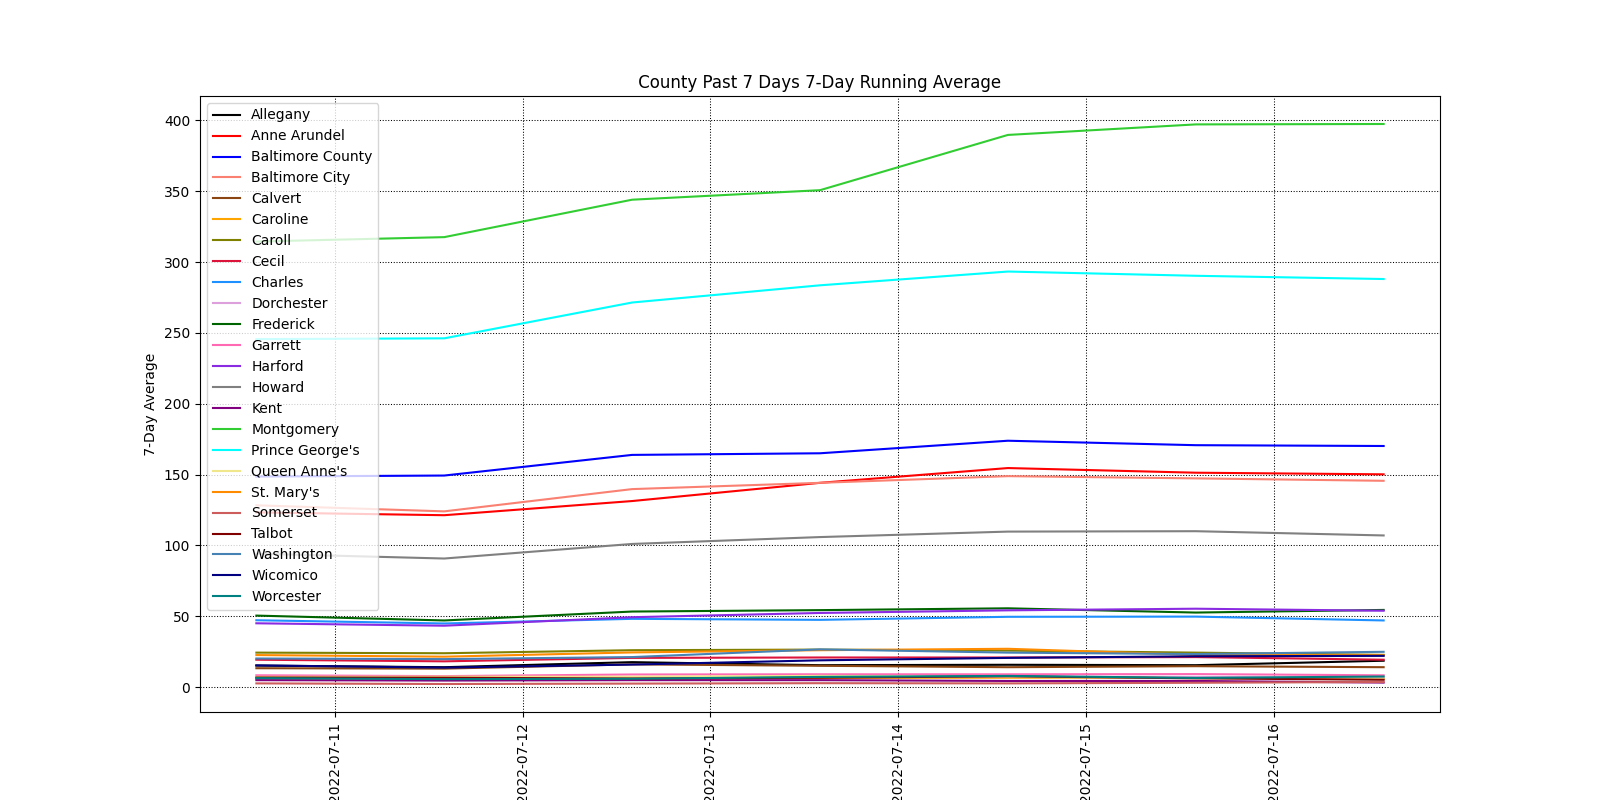 County Past 7 Days 7-Day Running Average
7-Day Average
400
350
300
250
200
150
100
50
0
Allegany
Anne Arundel
Baltimore County
Baltimore City
Calvert
Caroline
Caroll
Cecil
Charles
Dorchester
Frederick
Garrett
Harford
Howard
Kent
Montgomery
Prince George's
Queen Anne's
St. Mary's
Somerset
Talbot
Washington
Wicomico
Worcester
2022-07-11
2022-07-12
2022-07-13
2022-07-14
2022-07-15
2022-07-16